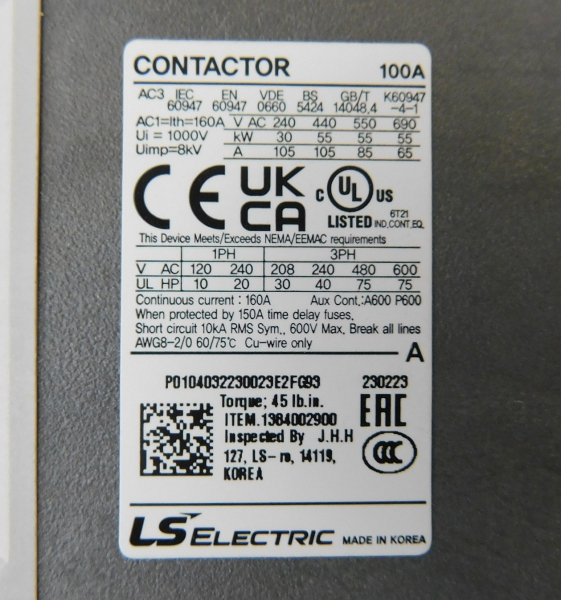 CONTACTOR 100A
AC3 IEC 60947 EN 60947 VDE 0660 BS 5424 GB/T 14048.4 K60947 -4-1
AC1=Ith=160A V AC 240 440 550 690
Ui = 1000V kW 30 55 55 55
Uimp=8kV A 105 105 85 65
CE UK CA c UL US
LISTED 6T21 IND.CONT.EQ.
This Device Meets/Exceeds NEMA/EEMAC requirements
1PH 3PH
V AC 120 240 208 240 480 600
UL HP 10 20 30 40 75 75
Continuous current : 160A Aux Cont.:A600 P600
When protected by 150A time delay fuses.
Short circuit 10kA RMS Sym., 600V Max. Break all lines
AWG8-2/0 60/75℃ Cu-wire only
A
P0104032230023E2FG93 230223
Torque; 45 lb.in.
ITEM.1364002900
Inspected By J.H.H
127, LS-ro, 14119,
KOREA
EAC
CCC
LS ELECTRIC MADE IN KOREA